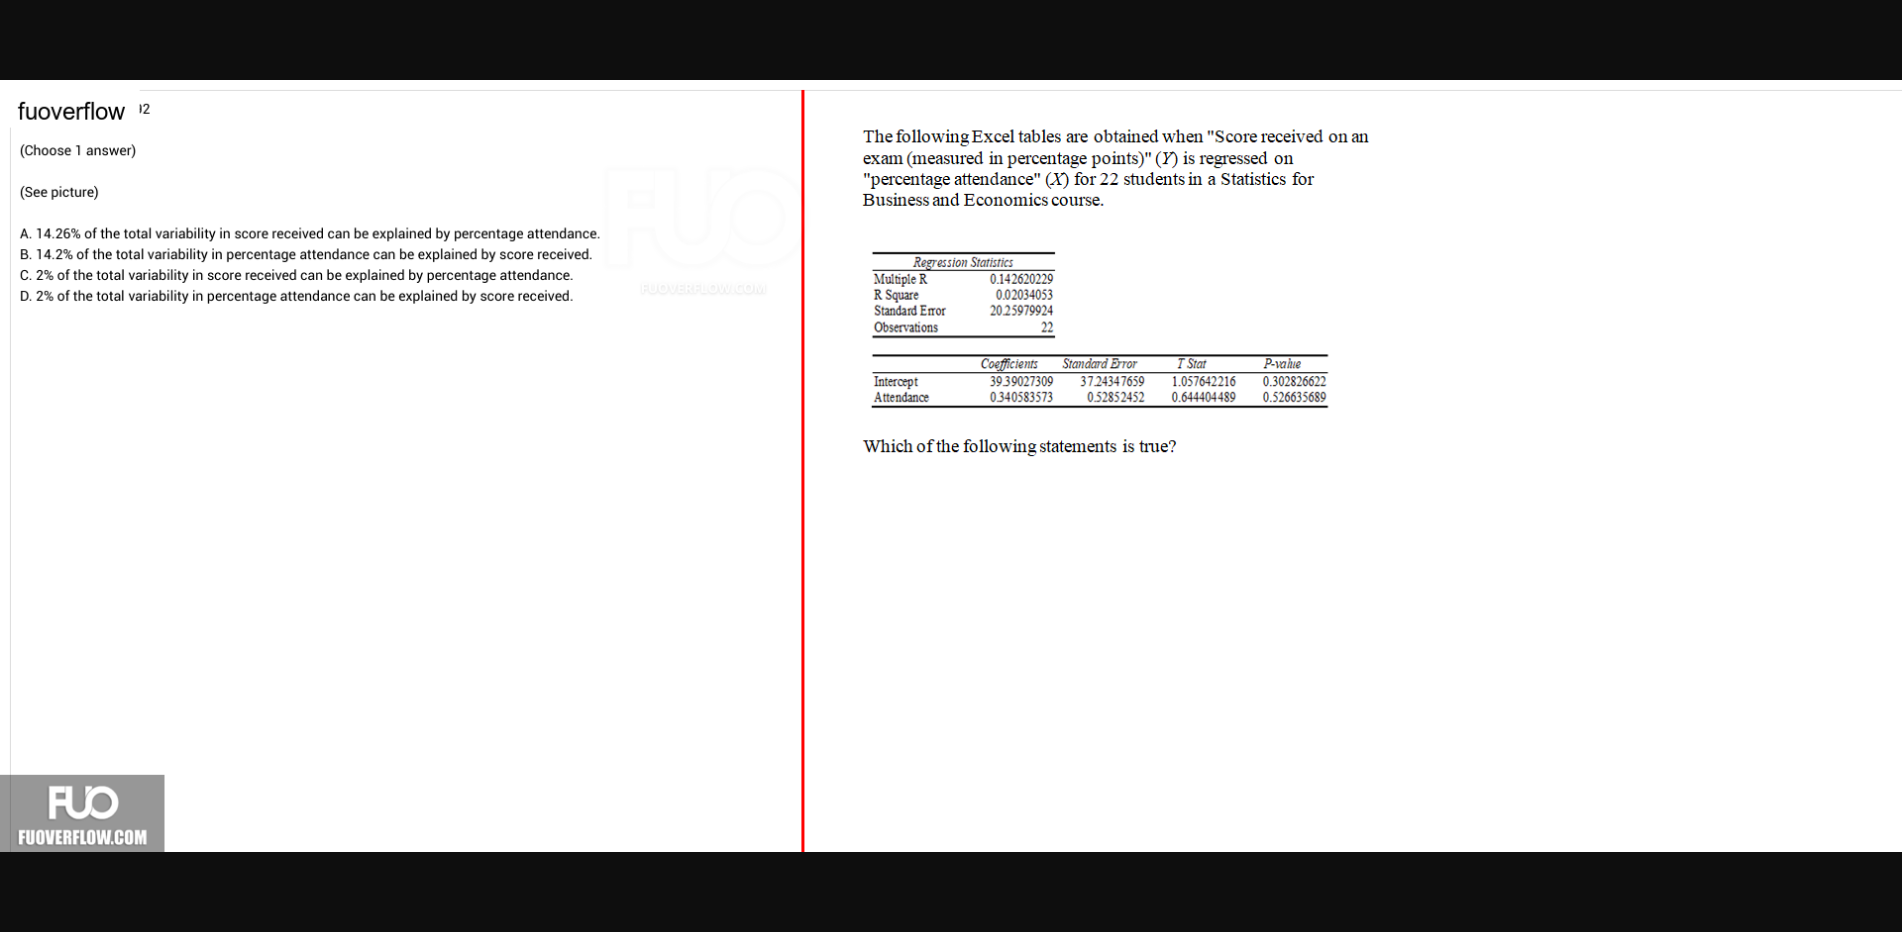 fuoverflow
(Choose 1 answer)
(See picture)
A. 14.26% of the total variability in score received can be explained by percentage attendance.
B. 14.2% of the total variability in percentage attendance can be explained by score received.
C. 2% of the total variability in score received can be explained by percentage attendance.
D. 2% of the total variability in percentage attendance can be explained by score received.
FUO
FUOVERFLOW.COM
FUO
FUOVERFLOW.COM
The following Excel tables are obtained when "Score received on an
exam (measured in percentage points)" (Y) is regressed on
"percentage attendance" (X) for 22 students in a Statistics for
Business and Economics course.
Regression Statistics
Multiple R 0.142620229
R Square 0.02034053
Standard Error 20.25979924
Observations 22
Coefficients Standard Error T Stat P-value
Intercept 39.39027309 37.24347659 1.057642216 0.302826622
Attendance 0.340583573 0.52852452 0.644404489 0.526635689
Which of the following statements is true?